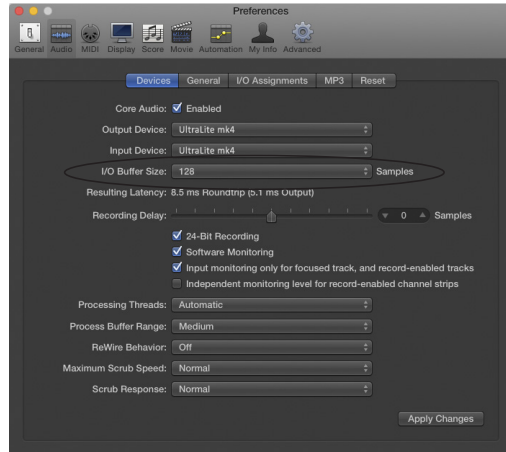 Preferences
General Audio MIDI Display Score Movie Automation My Info Advanced
Devices General I/O Assignments MP3 Reset
Core Audio: Enabled
Output Device: UltraLite mk4
Input Device: UltraLite mk4
I/O Buffer Size: 128 Samples
Resulting Latency: 8.5 ms Roundtrip (5.1 ms Output)
Recording Delay: 0 Samples
24-Bit Recording
Software Monitoring
Input monitoring only for focused track, and record-enabled tracks
Independent monitoring level for record-enabled channel strips
Processing Threads: Automatic
Process Buffer Range: Medium
ReWire Behavior: Off
Maximum Scrub Speed: Normal
Scrub Response: Normal
Apply Changes